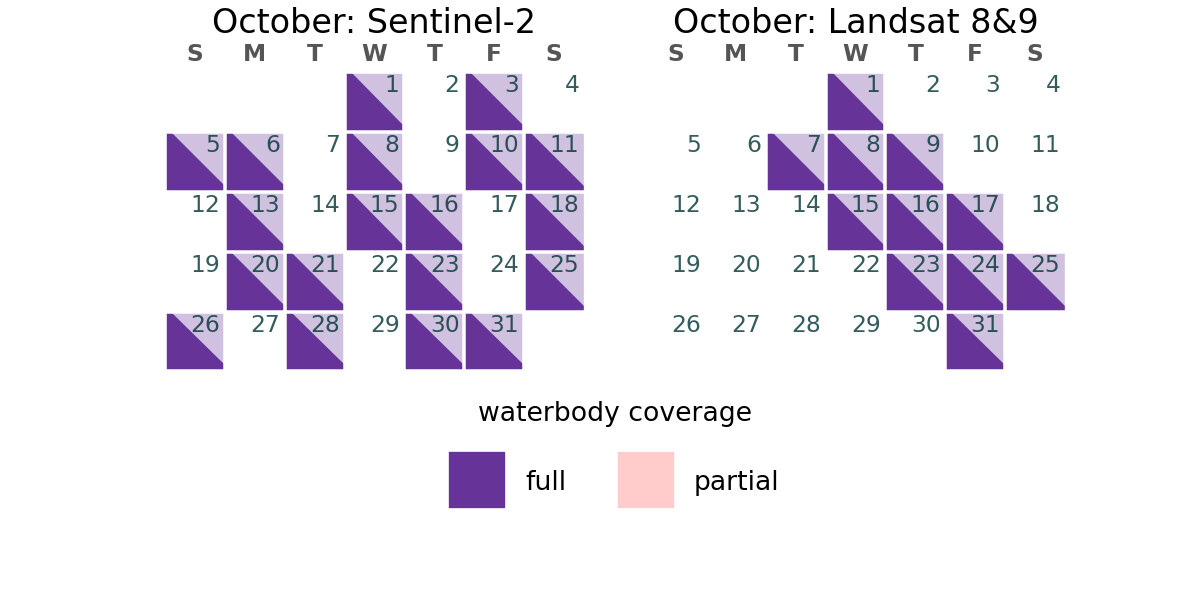 October: Sentinel-2
S M T W T F S
1 2 3 4
5 6 7 8 9 10 11
12 13 14 15 16 17 18
19 20 21 22 23 24 25
26 27 28 29 30 31
October: Landsat 8&9
S M T W T F S
1 2 3 4
5 6 7 8 9 10 11
12 13 14 15 16 17 18
19 20 21 22 23 24 25
26 27 28 29 30 31
waterbody coverage
full partial